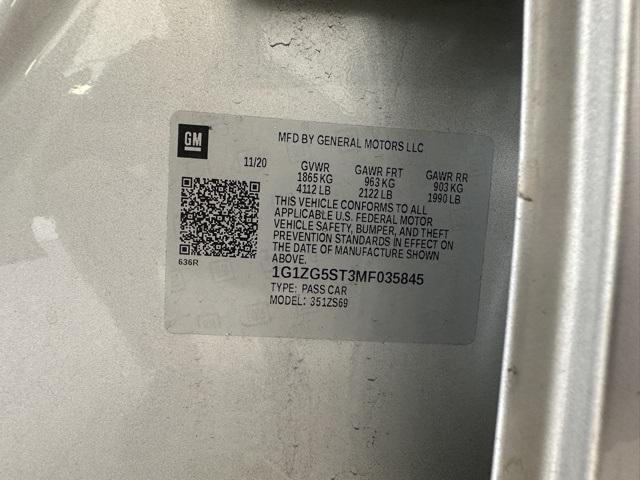 GM
MFD BY GENERAL MOTORS LLC
11/20 GVWR GAWR FRT GAWR RR
1865 KG 963 KG 903 KG
4112 LB 2122 LB 1990 LB
THIS VEHICLE CONFORMS TO ALL
APPLICABLE U.S. FEDERAL MOTOR
VEHICLE SAFETY, BUMPER, AND THEFT
PREVENTION STANDARDS IN EFFECT ON
THE DATE OF MANUFACTURE SHOWN
ABOVE.
636R
1G1ZG5ST3MF035845
TYPE: PASS CAR
MODEL: 351ZS69